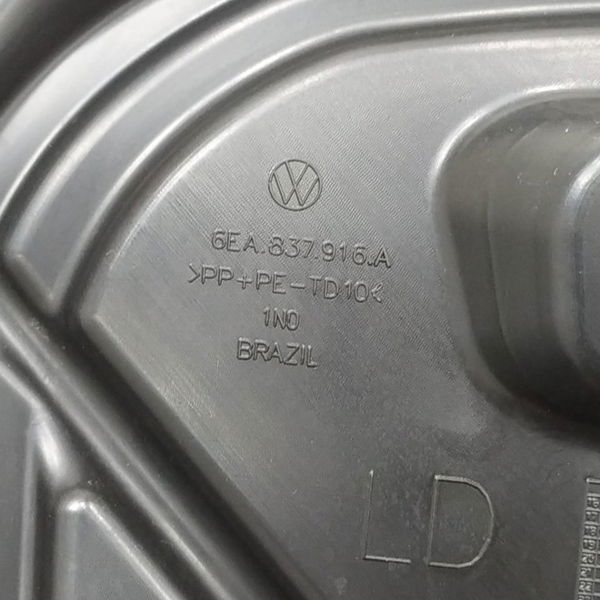 6EA.837.916.A
>PP+PE-TD10<
1N0
BRAZIL
LD